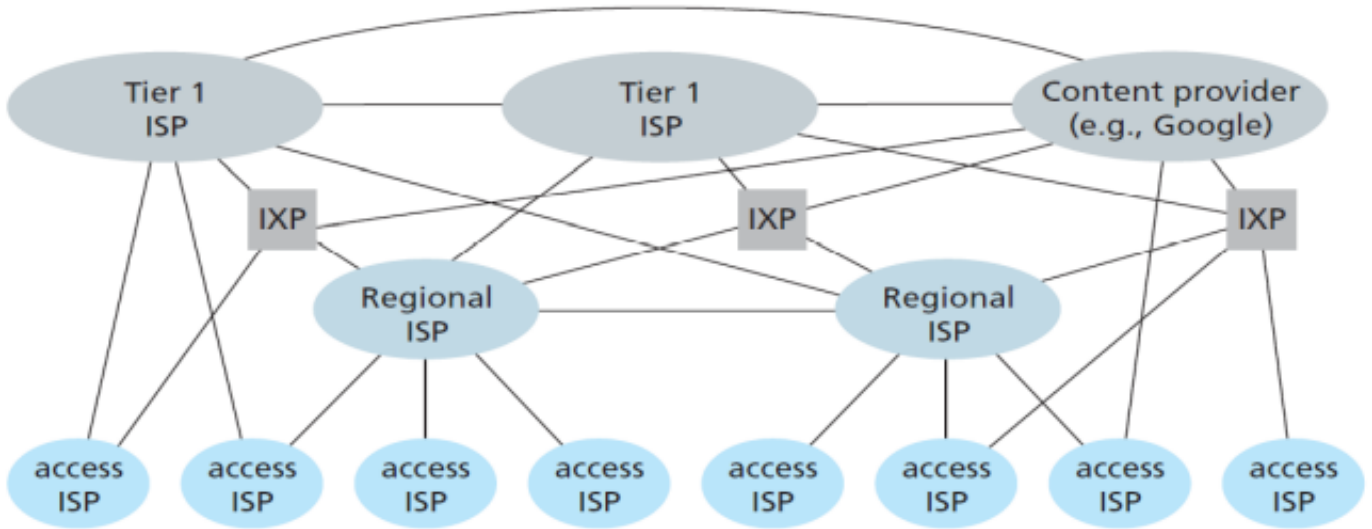 Tier 1
ISP
Tier 1
ISP
Content provider
(e.g., Google)
IXP
IXP
IXP
Regional
ISP
Regional
ISP
access
ISP
access
ISP
access
ISP
access
ISP
access
ISP
access
ISP
access
ISP
access
ISP